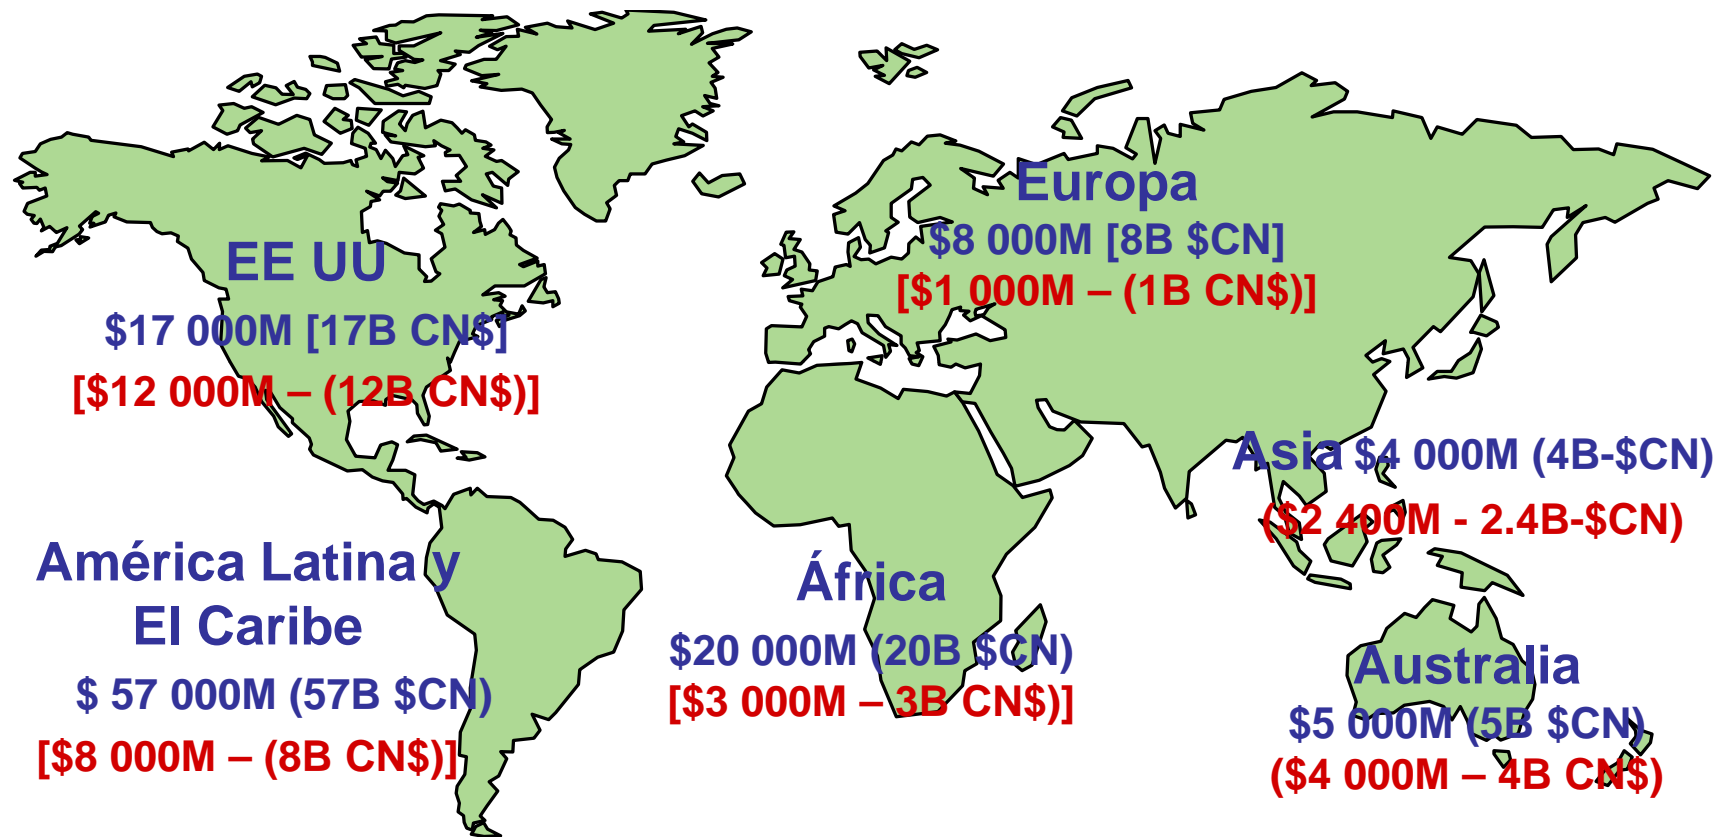 Europa
$8 000M [8B $CN]
[$1 000M – (1B CN$)]
EE UU
$17 000M [17B CN$]
[$12 000M – (12B CN$)]
Asia $4 000M (4B-$CN)
($2 400M - 2.4B-$CN)
América Latina y
El Caribe
$ 57 000M (57B $CN)
[$8 000M – (8B CN$)]
África
$20 000M (20B $CN)
[$3 000M – 3B CN$)]
Australia
$5 000M (5B $CN)
($4 000M – 4B CN$)